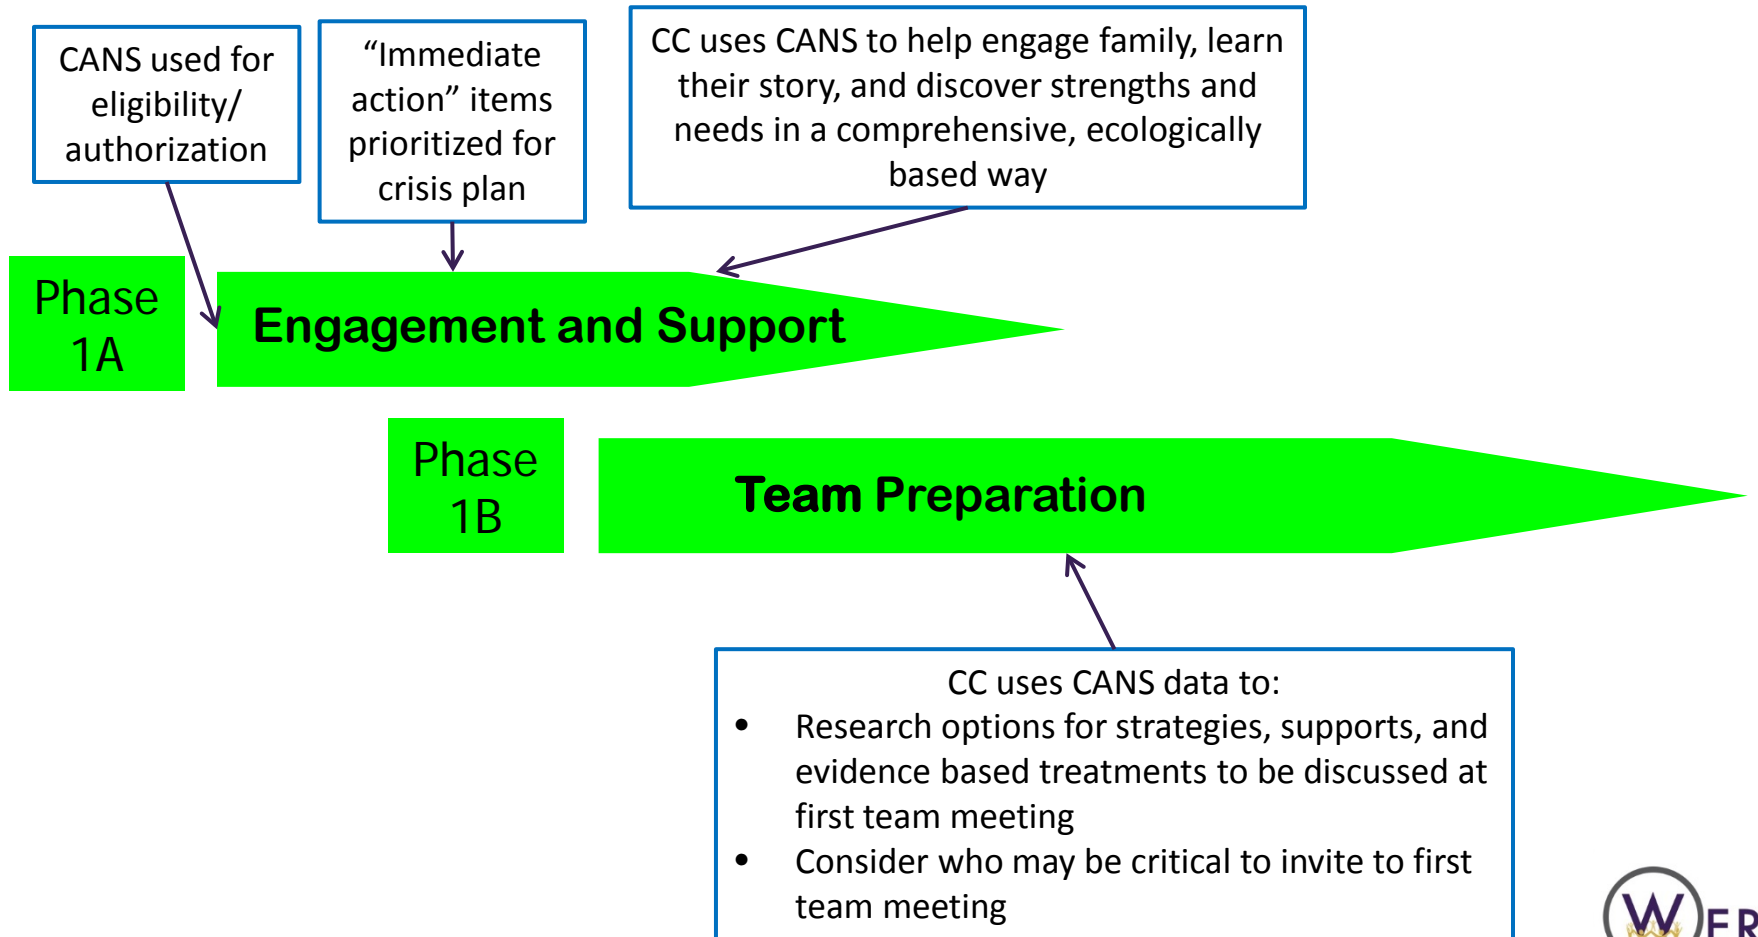 CANS used for
eligibility/
authorization
“Immediate
action” items
prioritized for
crisis plan
CC uses CANS to help engage family, learn
their story, and discover strengths and
needs in a comprehensive, ecologically
based way
Phase
1A
Engagement and Support
Phase
1B
Team Preparation
CC uses CANS data to:
• Research options for strategies, supports, and
evidence based treatments to be discussed at
first team meeting
• Consider who may be critical to invite to first
team meeting
W